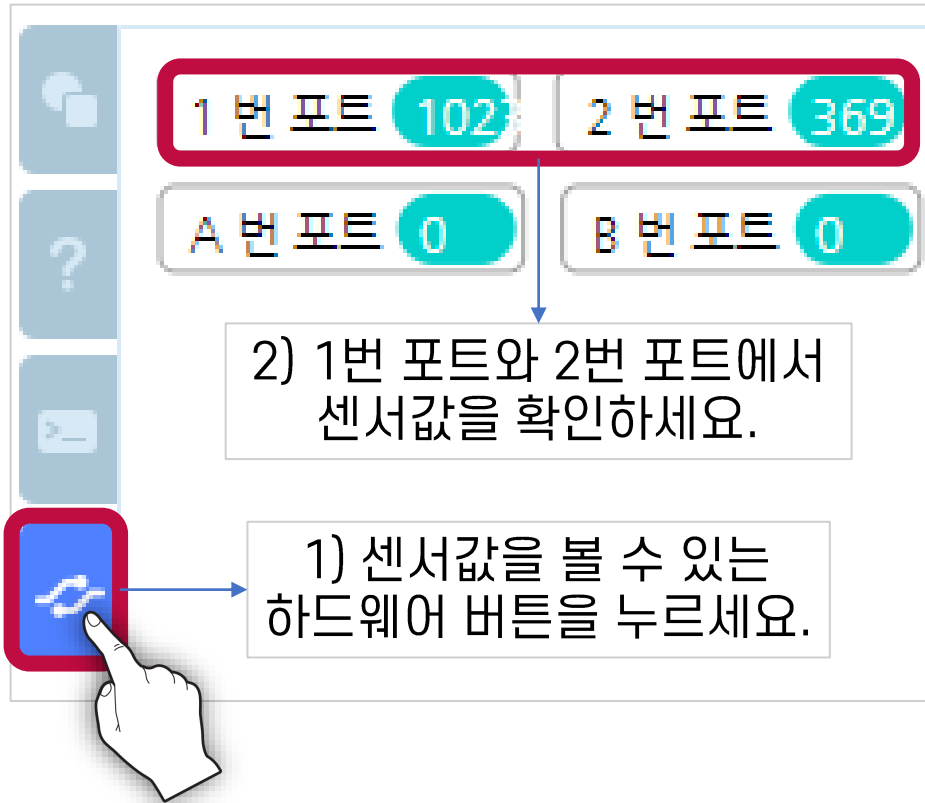 1 번 포트 102 2 번 포트 369
A 번 포트 0 B 번 포트 0
?
>_
2) 1번 포트와 2번 포트에서
센서값을 확인하세요.
1) 센서값을 볼 수 있는
하드웨어 버튼을 누르세요.